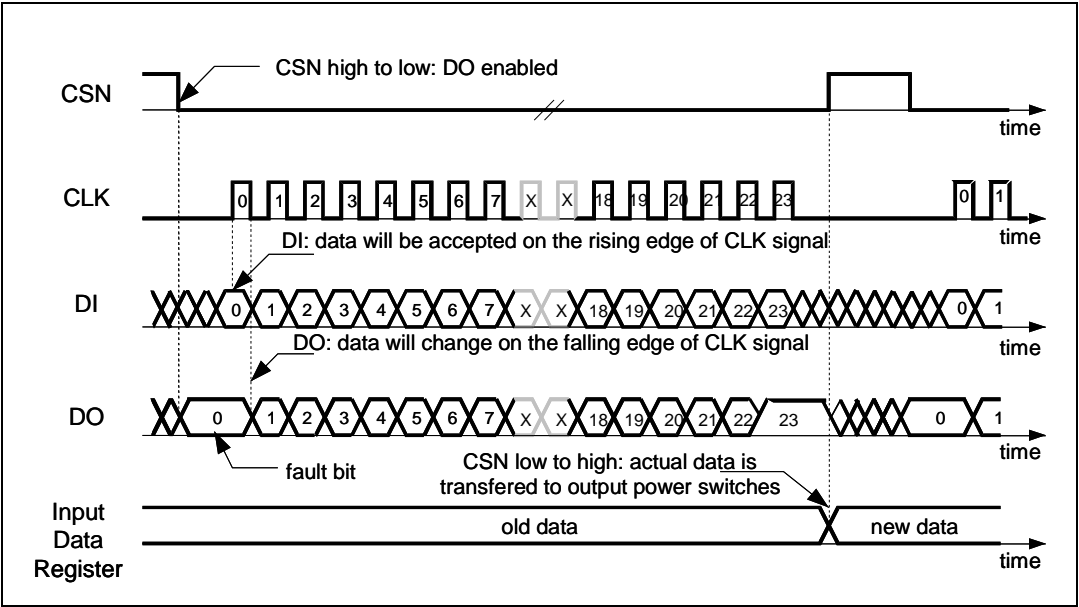 CSN high to low: DO enabled
CSN
time
CLK
0 1 2 3 4 5 6 7 X X 18 19 20 21 22 23 0 1
time
DI: data will be accepted on the rising edge of CLK signal
DI
0 1 2 3 4 5 6 7 X X 18 19 20 21 22 23 0 1
time
DO: data will change on the falling edge of CLK signal
DO
0 1 2 3 4 5 6 7 X X 18 19 20 21 22 23 0 1
time
fault bit
CSN low to high: actual data is
transfered to output power switches
Input
Data
Register
old data
new data
time